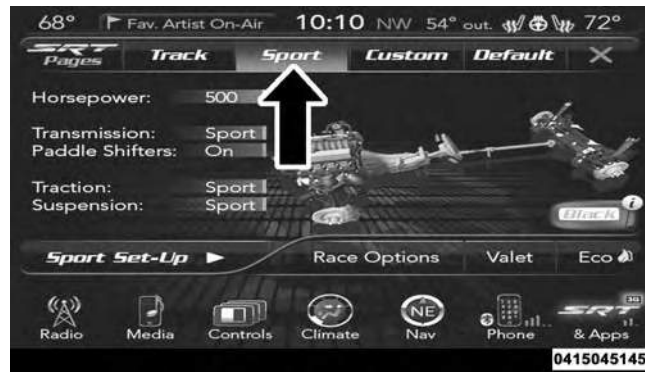 68° Fav. Artist On-Air 10:10 NW 54° out. 72°
SRT Pages Track Sport Custom Default X
Horsepower: 500
Transmission: Sport
Paddle Shifters: On
Traction: Sport
Suspension: Sport
Black i
Sport Set-Up Race Options Valet Eco
NE 3G SRT
Radio Media Controls Climate Nav Phone & Apps
0415045145